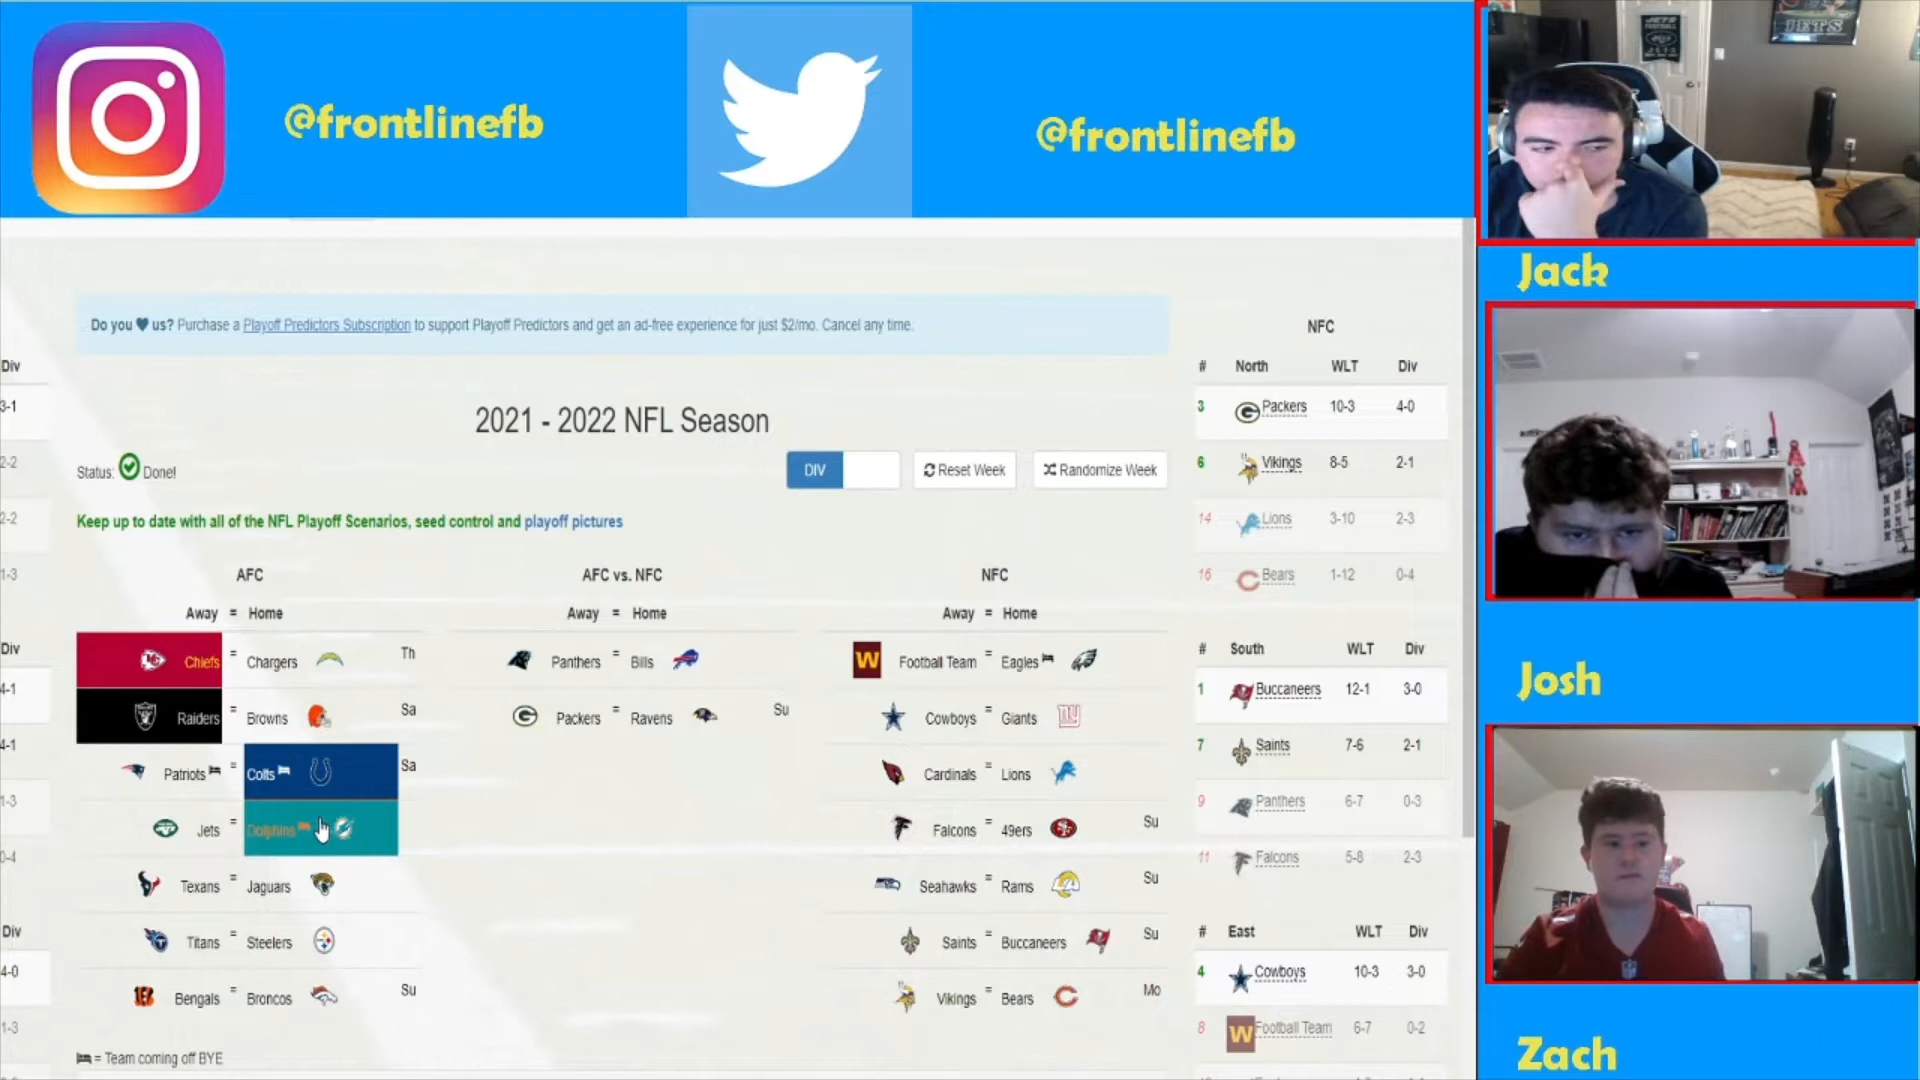 @frontlinefb
@frontlinefb
JETS
Jack
Josh
Zach
Do you us? Purchase a Playoff Predictors Subscription to support Playoff Predictors and get an ad-free experience for just $2/mo. Cancel any time.
2021 - 2022 NFL Season
Status: Done!
DIV
Reset Week
Randomize Week
Keep up to date with all of the NFL Playoff Scenarios, seed control and playoff pictures
AFC
Away = Home
Chiefs = Chargers Th
Raiders = Browns Sa
Patriots = Colts Sa
Jets = Dolphins
Texans = Jaguars
Titans = Steelers
Bengals = Broncos Su
AFC vs. NFC
Away = Home
Panthers = Bills
Packers = Ravens Su
NFC
Away = Home
W Football Team = Eagles
Cowboys = Giants ny
Cardinals = Lions
Falcons = 49ers Su
Seahawks = Rams Su
Saints = Buccaneers Su
Vikings = Bears Mo
= Team coming off BYE
Div
3-1
2-2
2-2
1-3
Div
4-1
4-1
1-3
0-4
Div
4-0
1-3
NFC
# North WLT Div
3 Packers 10-3 4-0
6 Vikings 8-5 2-1
14 Lions 3-10 2-3
16 Bears 1-12 0-4
# South WLT Div
1 Buccaneers 12-1 3-0
7 Saints 7-6 2-1
9 Panthers 6-7 0-3
11 Falcons 5-8 2-3
# East WLT Div
4 Cowboys 10-3 3-0
8 W Football Team 6-7 0-2